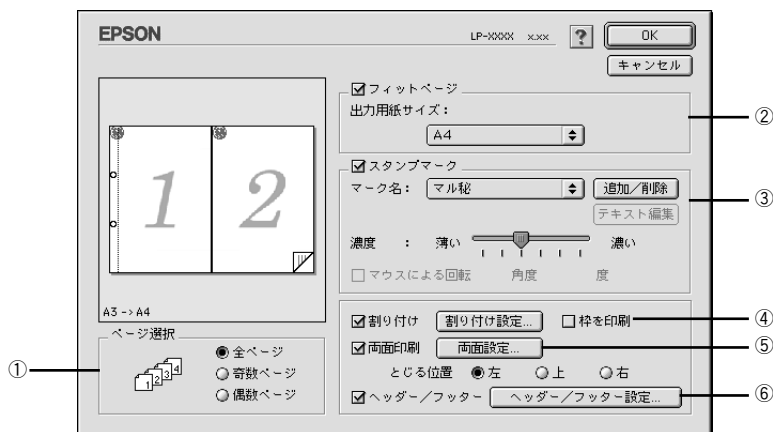 EPSON
LP-XXXX x.xx
?
OK
キャンセル
フィットページ
出力用紙サイズ：
A4
②
スタンプマーク
マーク名： マル秘 追加／削除
③
テキスト編集
濃度 ： 薄い 濃い
マウスによる回転 角度 度
秘
秘
1 2
A3 -> A4
割り付け 割り付け設定... 枠を印刷
④
両面印刷 両面設定...
⑤
とじる位置 左 上 右
ヘッダー／フッター ヘッダー／フッター設定...
⑥
ページ選択
①
1 2 3 4
全ページ
奇数ページ
偶数ページ